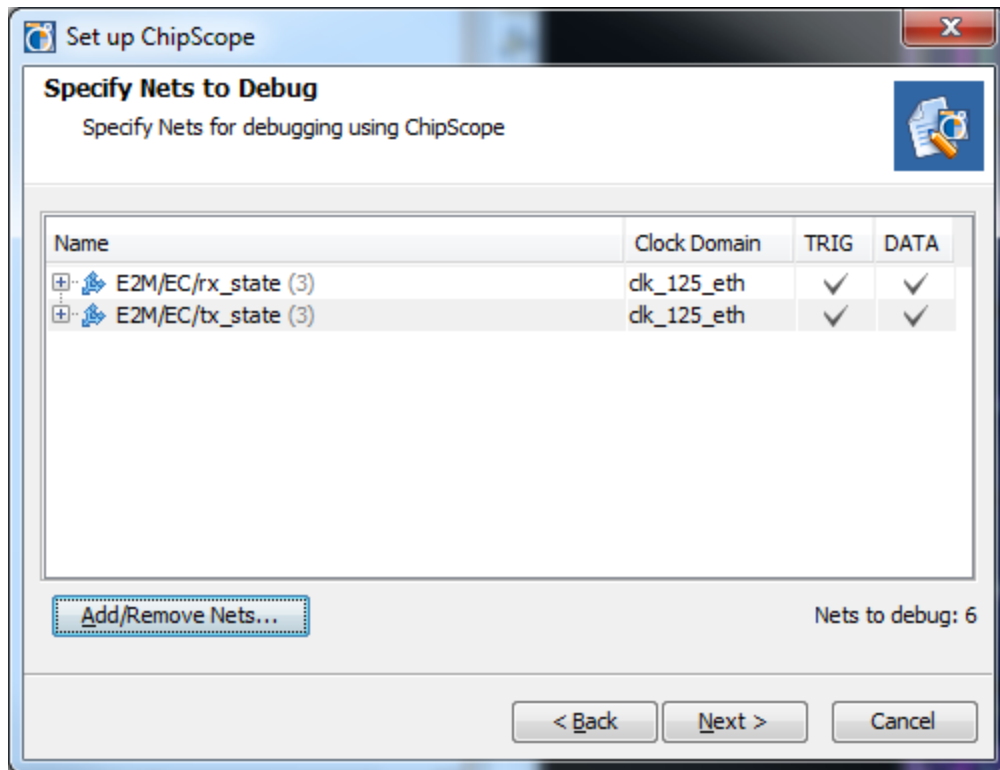 Set up ChipScope
Specify Nets to Debug
Specify Nets for debugging using ChipScope
Name Clock Domain TRIG DATA
E2M/EC/rx_state (3) clk_125_eth
E2M/EC/tx_state (3) clk_125_eth
Add/Remove Nets... Nets to debug: 6
< Back Next > Cancel